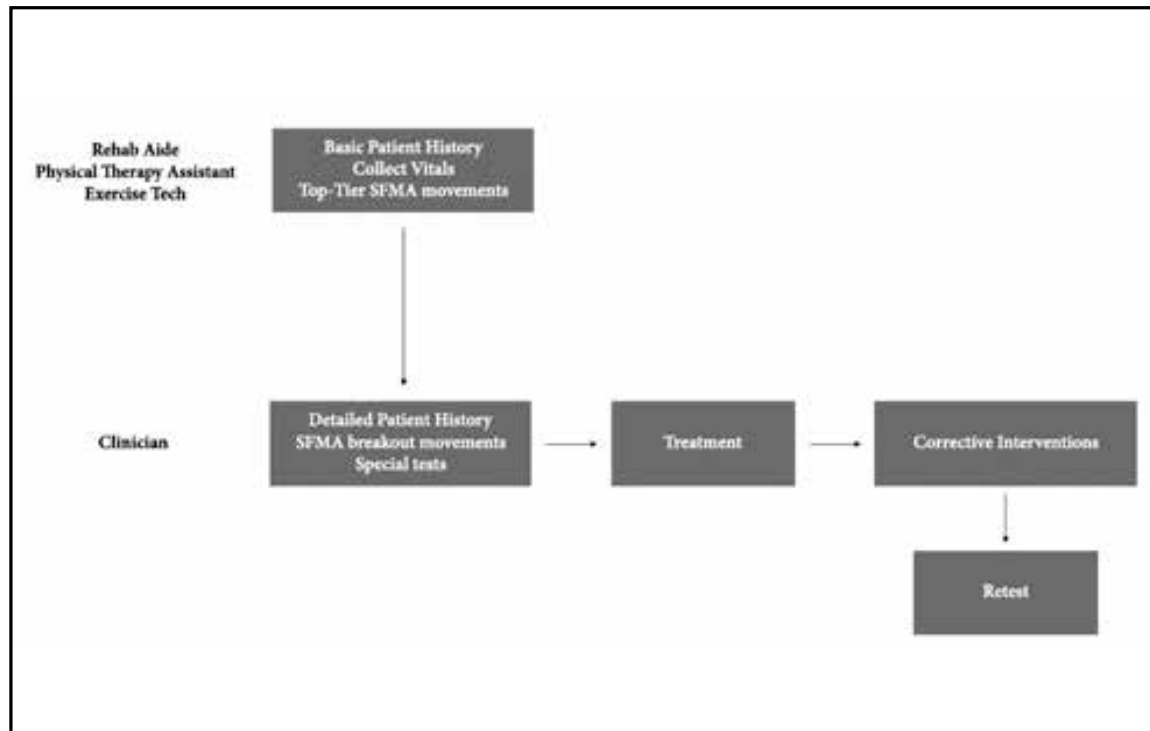 Rehab Aide
Physical Therapy Assistant
Exercise Tech
Basic Patient History
Collect Vitals
Top-Tier SFMA movements
Clinician
Detailed Patient History
SFMA breakout movements
Special tests
Treatment
Corrective Interventions
Retest